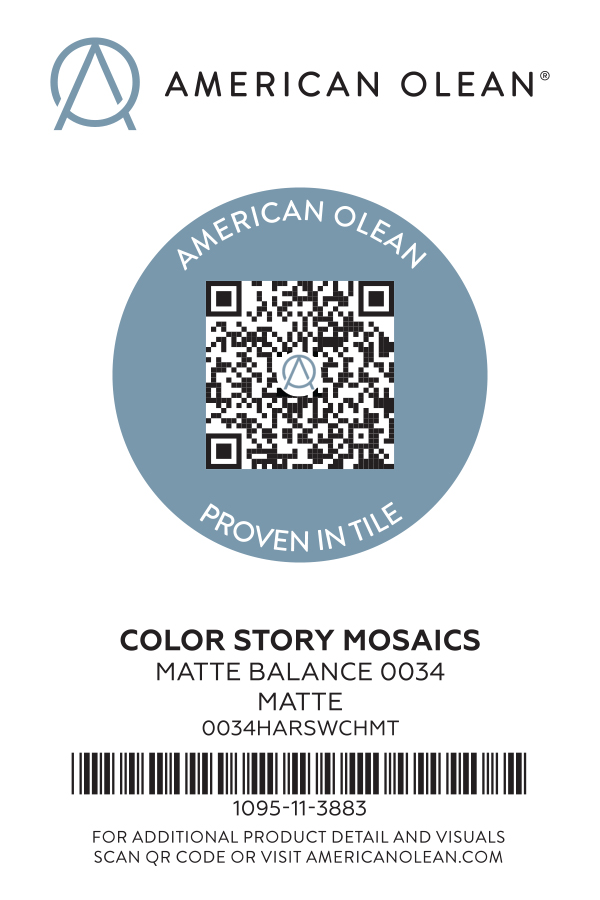 AMERICAN OLEAN®
AMERICAN OLEAN
PROVEN IN TILE
COLOR STORY MOSAICS
MATTE BALANCE 0034
MATTE
0034HARSWCHMT
1095-11-3883
FOR ADDITIONAL PRODUCT DETAIL AND VISUALS
SCAN QR CODE OR VISIT AMERICANOLEAN.COM